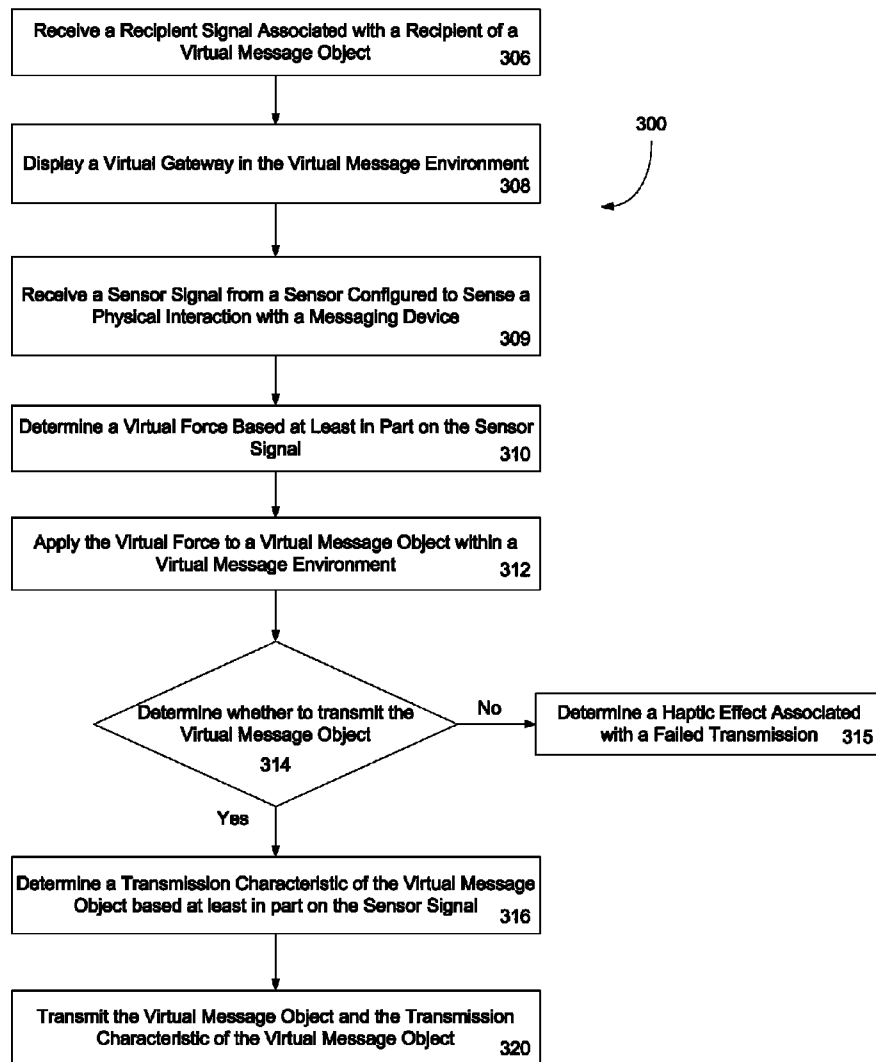 Receive a Recipient Signal Associated with a Recipient of a
Virtual Message Object
306
Display a Virtual Gateway in the Virtual Message Environment
308
300
Receive a Sensor Signal from a Sensor Configured to Sense a
Physical Interaction with a Messaging Device
309
Determine a Virtual Force Based at Least in Part on the Sensor
Signal
310
Apply the Virtual Force to a Virtual Message Object within a
Virtual Message Environment
312
Determine whether to transmit the
Virtual Message Object
314
No
Determine a Haptic Effect Associated
with a Failed Transmission 315
Yes
Determine a Transmission Characteristic of the Virtual Message
Object based at least in part on the Sensor Signal
316
Transmit the Virtual Message Object and the Transmission
Characteristic of the Virtual Message Object
320